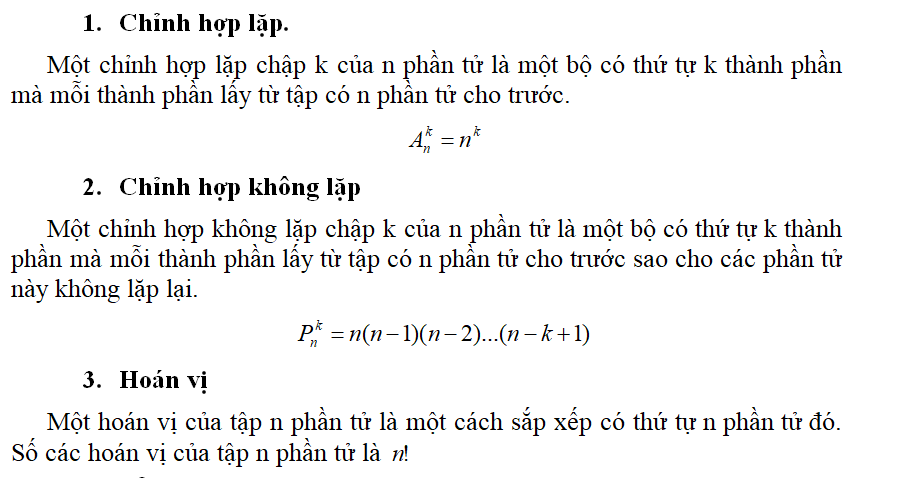 1. Chỉnh hợp lặp.
Một chỉnh hợp lặp chập k của n phần tử là một bộ có thứ tự k thành phần
mà mỗi thành phần lấy từ tập có n phần tử cho trước.
Aₙᵏ = nᵏ
2. Chỉnh hợp không lặp
Một chỉnh hợp không lặp chập k của n phần tử là một bộ có thứ tự k thành
phần mà mỗi thành phần lấy từ tập có n phần tử cho trước sao cho các phần tử
này không lặp lại.
Pₙᵏ = n(n−1)(n−2)...(n−k+1)
3. Hoán vị
Một hoán vị của tập n phần tử là một cách sắp xếp có thứ tự n phần tử đó.
Số các hoán vị của tập n phần tử là n!